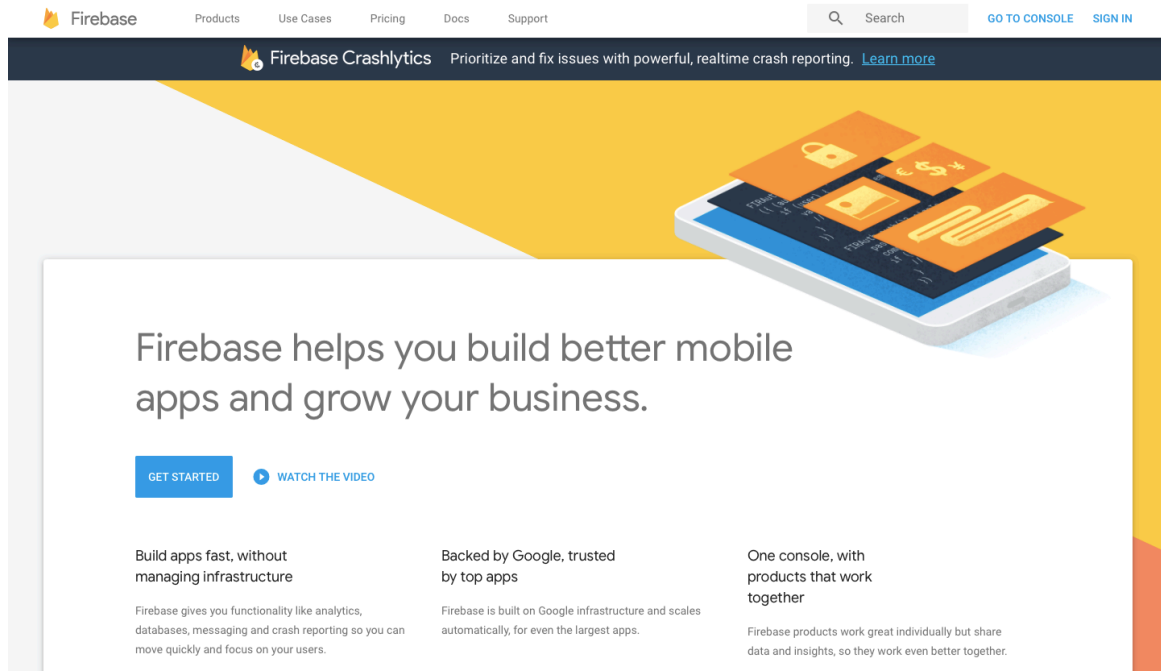 Firebase
Products
Use Cases
Pricing
Docs
Support
Search
GO TO CONSOLE
SIGN IN
Firebase Crashlytics
Prioritize and fix issues with powerful, realtime crash reporting. Learn more
Firebase helps you build better mobile
apps and grow your business.
GET STARTED
WATCH THE VIDEO
Build apps fast, without
managing infrastructure
Firebase gives you functionality like analytics,
databases, messaging and crash reporting so you can
move quickly and focus on your users.
Backed by Google, trusted
by top apps
Firebase is built on Google infrastructure and scales
automatically, for even the largest apps.
One console, with
products that work
together
Firebase products work great individually but share
data and insights, so they work even better together.